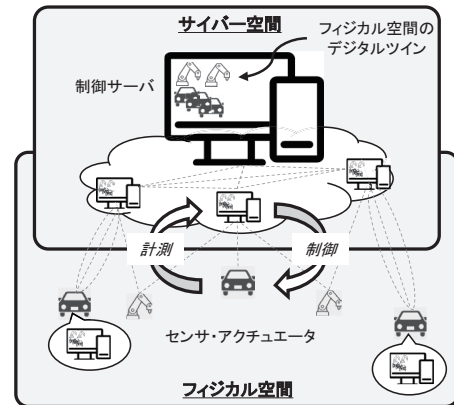 サイバー空間
フィジカル空間の
デジタルツイン
制御サーバ
計測
制御
センサ・アクチュエータ
フィジカル空間